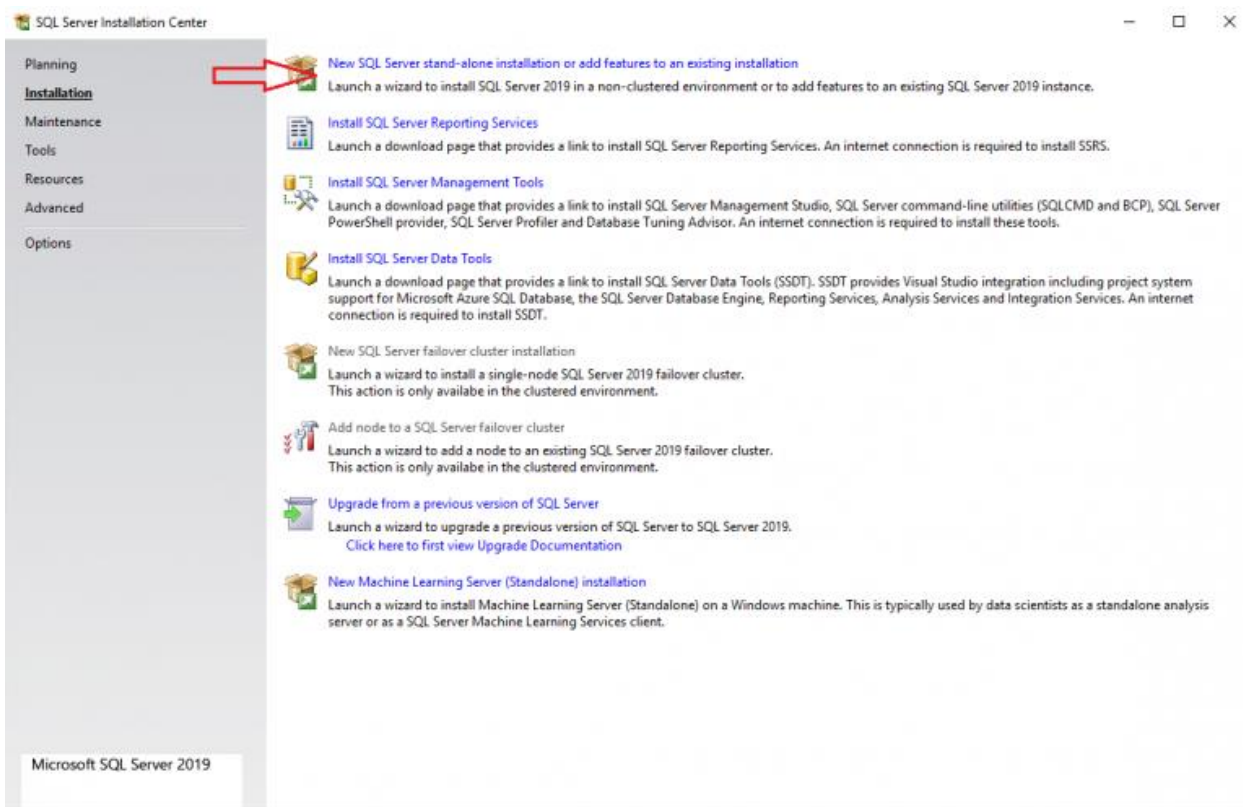 SQL Server Installation Center
Planning
Installation
Maintenance
Tools
Resources
Advanced
Options
New SQL Server stand-alone installation or add features to an existing installation
Launch a wizard to install SQL Server 2019 in a non-clustered environment or to add features to an existing SQL Server 2019 instance.
Install SQL Server Reporting Services
Launch a download page that provides a link to install SQL Server Reporting Services. An internet connection is required to install SSRS.
Install SQL Server Management Tools
Launch a download page that provides a link to install SQL Server Management Studio, SQL Server command-line utilities (SQLCMD and BCP), SQL Server
PowerShell provider, SQL Server Profiler and Database Tuning Advisor. An internet connection is required to install these tools.
Install SQL Server Data Tools
Launch a download page that provides a link to install SQL Server Data Tools (SSDT). SSDT provides Visual Studio integration including project system
support for Microsoft Azure SQL Database, the SQL Server Database Engine, Reporting Services, Analysis Services and Integration Services. An internet
connection is required to install SSDT.
New SQL Server failover cluster installation
Launch a wizard to install a single-node SQL Server 2019 failover cluster.
This action is only availabe in the clustered environment.
Add node to a SQL Server failover cluster
Launch a wizard to add a node to an existing SQL Server 2019 failover cluster.
This action is only availabe in the clustered environment.
Upgrade from a previous version of SQL Server
Launch a wizard to upgrade a previous version of SQL Server to SQL Server 2019.
Click here to first view Upgrade Documentation
New Machine Learning Server (Standalone) installation
Launch a wizard to install Machine Learning Server (Standalone) on a Windows machine. This is typically used by data scientists as a standalone analysis
server or as a SQL Server Machine Learning Services client.
Microsoft SQL Server 2019